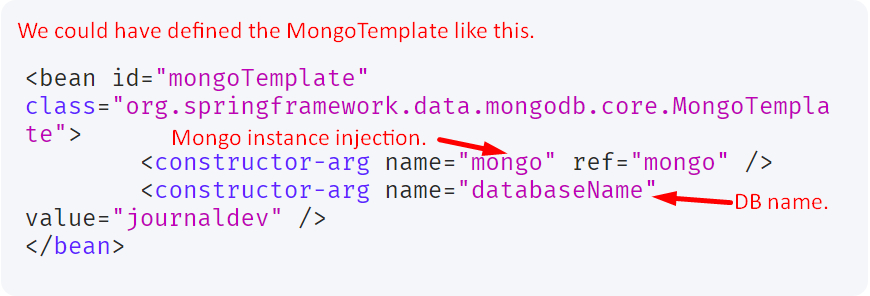 We could have defined the MongoTemplate like this.
<bean id="mongoTemplate"
class="org.springframework.data.mongodb.core.MongoTempla
te">
Mongo instance injection.
<constructor-arg name="mongo" ref="mongo" />
<constructor-arg name="databaseName"
DB name.
value="journaldev" />
</bean>